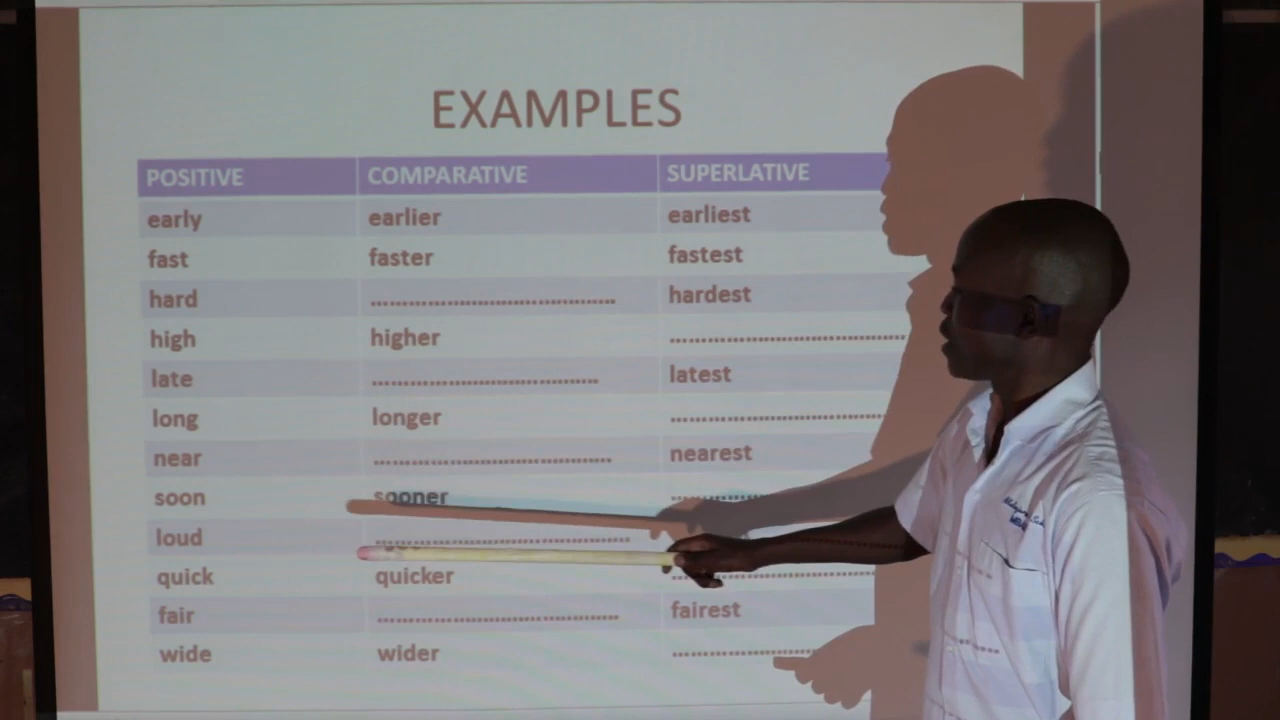 EXAMPLES
POSITIVE COMPARATIVE SUPERLATIVE
early earlier earliest
fast faster fastest
hard ........................................ hardest
high higher ........................................
late ........................................ latest
long longer ........................................
near ........................................ nearest
soon sooner ........................................
loud ........................................
quick quicker ........................................
fair ........................................ fairest
wide wider ........................................